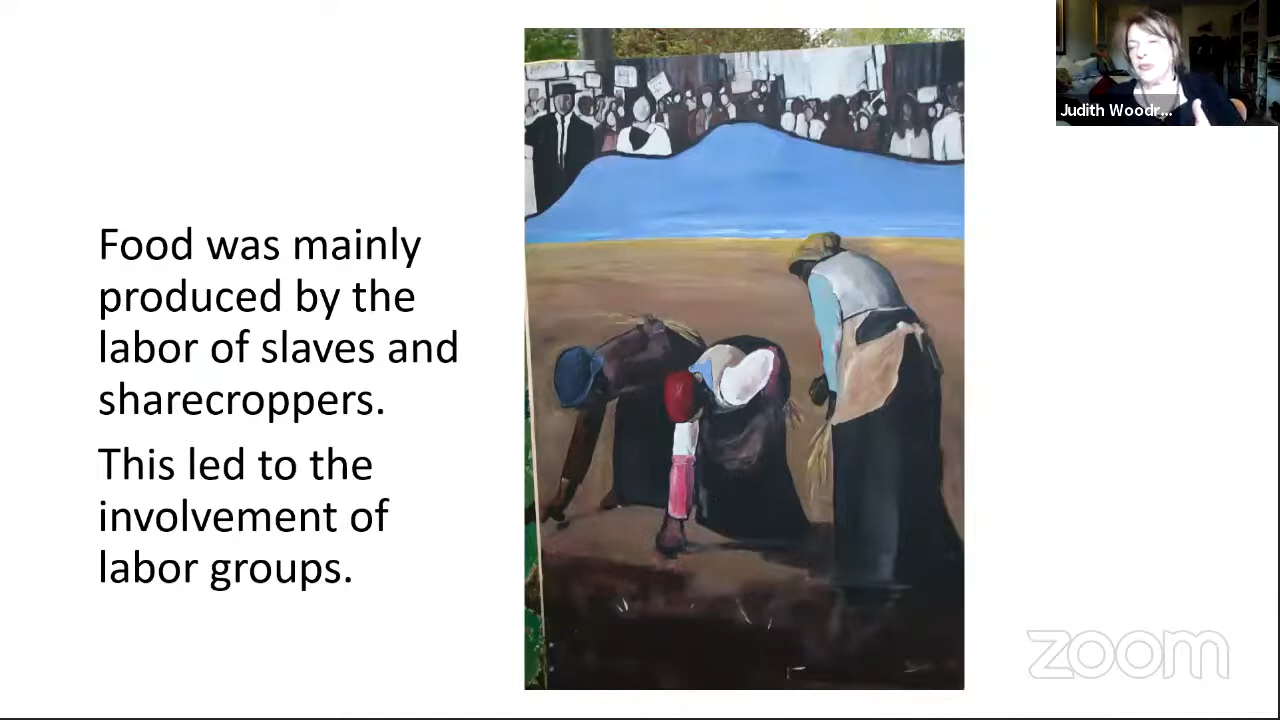 Food was mainly
produced by the
labor of slaves and
sharecroppers.
This led to the
involvement of
labor groups.
Judith Woodr...
zoom